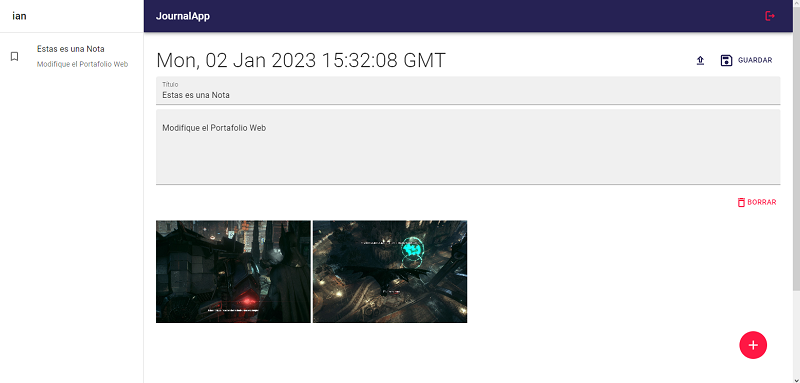 ian
JournalApp
Estas es una Nota
Modifique el Portafolio Web
Mon, 02 Jan 2023 15:32:08 GMT
GUARDAR
Título
Estas es una Nota
Modifique el Portafolio Web
BORRAR